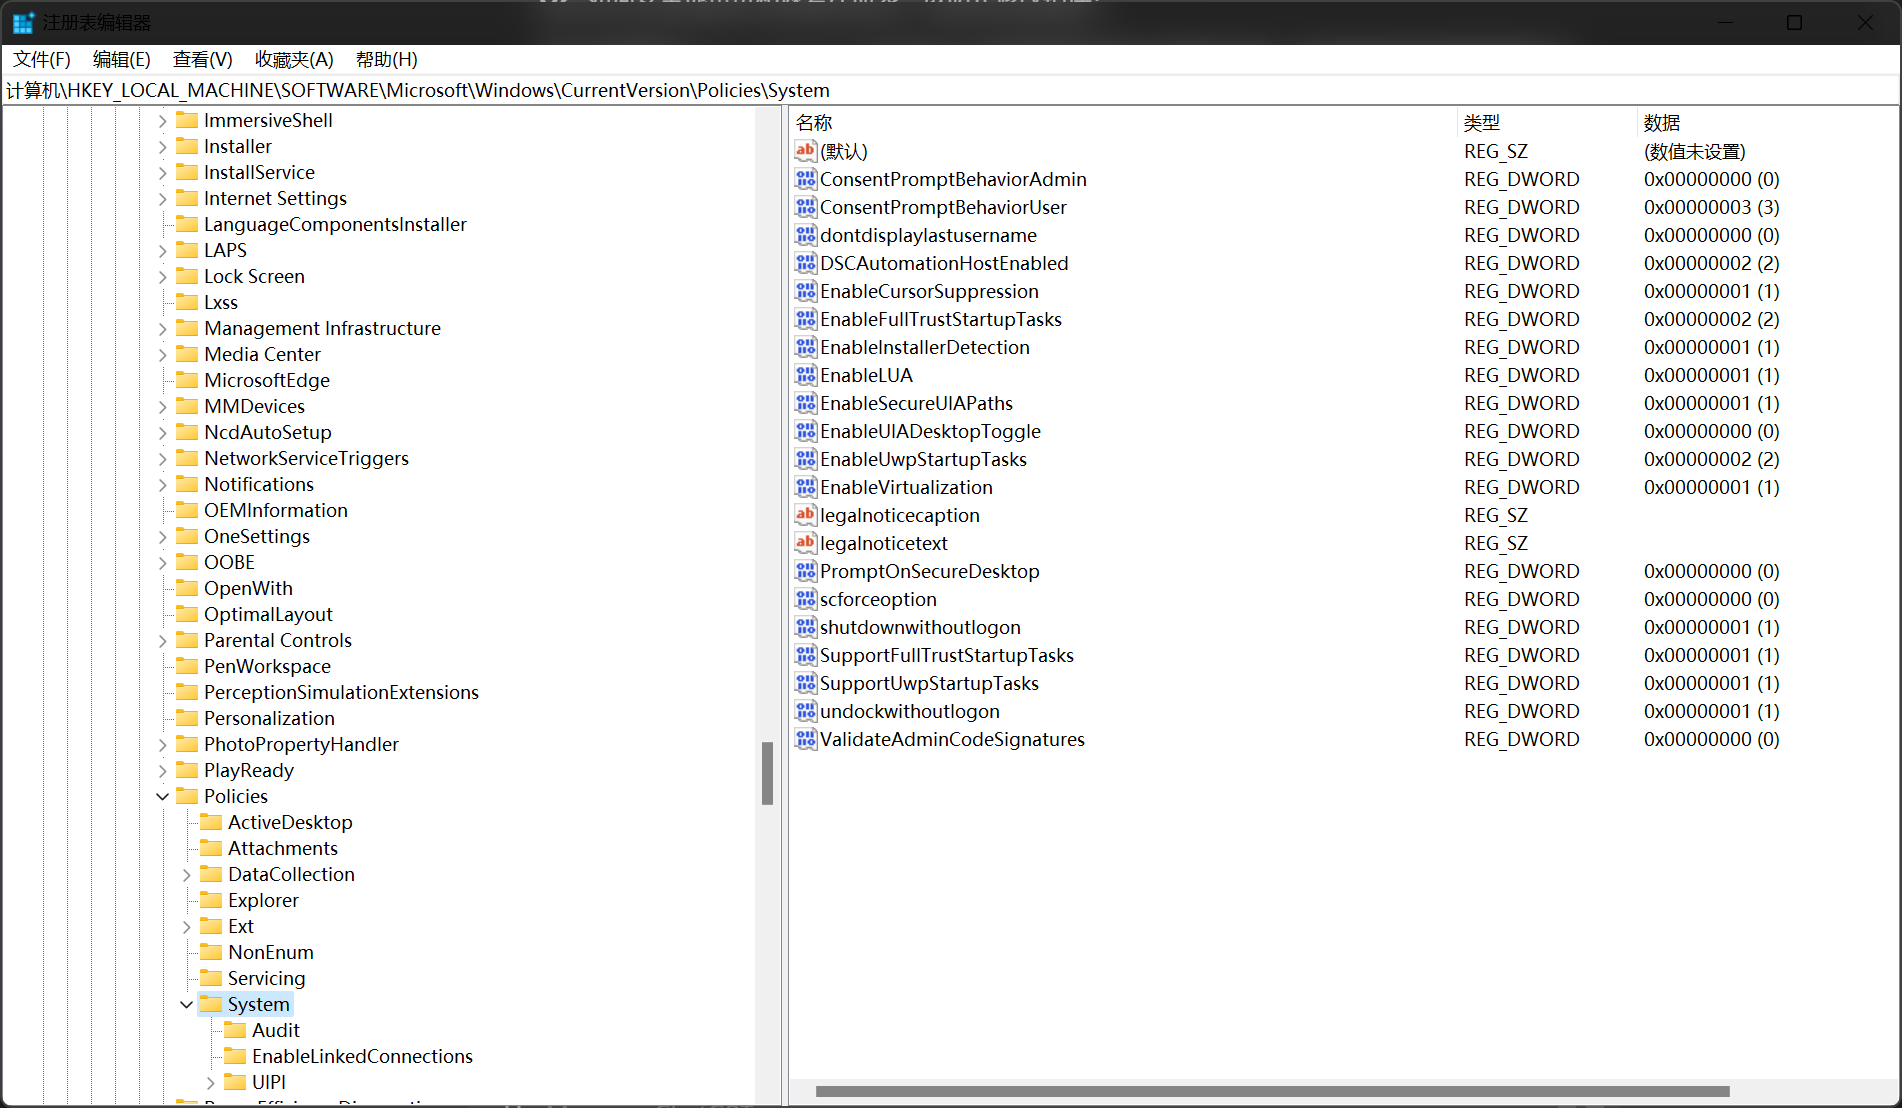 注册表编辑器
文件(F) 编辑(E) 查看(V) 收藏夹(A) 帮助(H)
计算机\HKEY_LOCAL_MACHINE\SOFTWARE\Microsoft\Windows\CurrentVersion\Policies\System
ImmersiveShell
Installer
InstallService
Internet Settings
LanguageComponentsInstaller
LAPS
Lock Screen
Lxss
Management Infrastructure
Media Center
MicrosoftEdge
MMDevices
NcdAutoSetup
NetworkServiceTriggers
Notifications
OEMInformation
OneSettings
OOBE
OpenWith
OptimalLayout
Parental Controls
PenWorkspace
PerceptionSimulationExtensions
Personalization
PhotoPropertyHandler
PlayReady
Policies
ActiveDesktop
Attachments
DataCollection
Explorer
Ext
NonEnum
Servicing
System
Audit
EnableLinkedConnections
UIPI
名称 类型 数据
(默认) REG_SZ (数值未设置)
ConsentPromptBehaviorAdmin REG_DWORD 0x00000000 (0)
ConsentPromptBehaviorUser REG_DWORD 0x00000003 (3)
dontdisplaylastusername REG_DWORD 0x00000000 (0)
DSCAutomationHostEnabled REG_DWORD 0x00000002 (2)
EnableCursorSuppression REG_DWORD 0x00000001 (1)
EnableFullTrustStartupTasks REG_DWORD 0x00000002 (2)
EnableInstallerDetection REG_DWORD 0x00000001 (1)
EnableLUA REG_DWORD 0x00000001 (1)
EnableSecureUIAPaths REG_DWORD 0x00000001 (1)
EnableUIADesktopToggle REG_DWORD 0x00000000 (0)
EnableUwpStartupTasks REG_DWORD 0x00000002 (2)
EnableVirtualization REG_DWORD 0x00000001 (1)
legalnoticecaption REG_SZ
legalnoticetext REG_SZ
PromptOnSecureDesktop REG_DWORD 0x00000000 (0)
scforceoption REG_DWORD 0x00000000 (0)
shutdownwithoutlogon REG_DWORD 0x00000001 (1)
SupportFullTrustStartupTasks REG_DWORD 0x00000001 (1)
SupportUwpStartupTasks REG_DWORD 0x00000001 (1)
undockwithoutlogon REG_DWORD 0x00000001 (1)
ValidateAdminCodeSignatures REG_DWORD 0x00000000 (0)